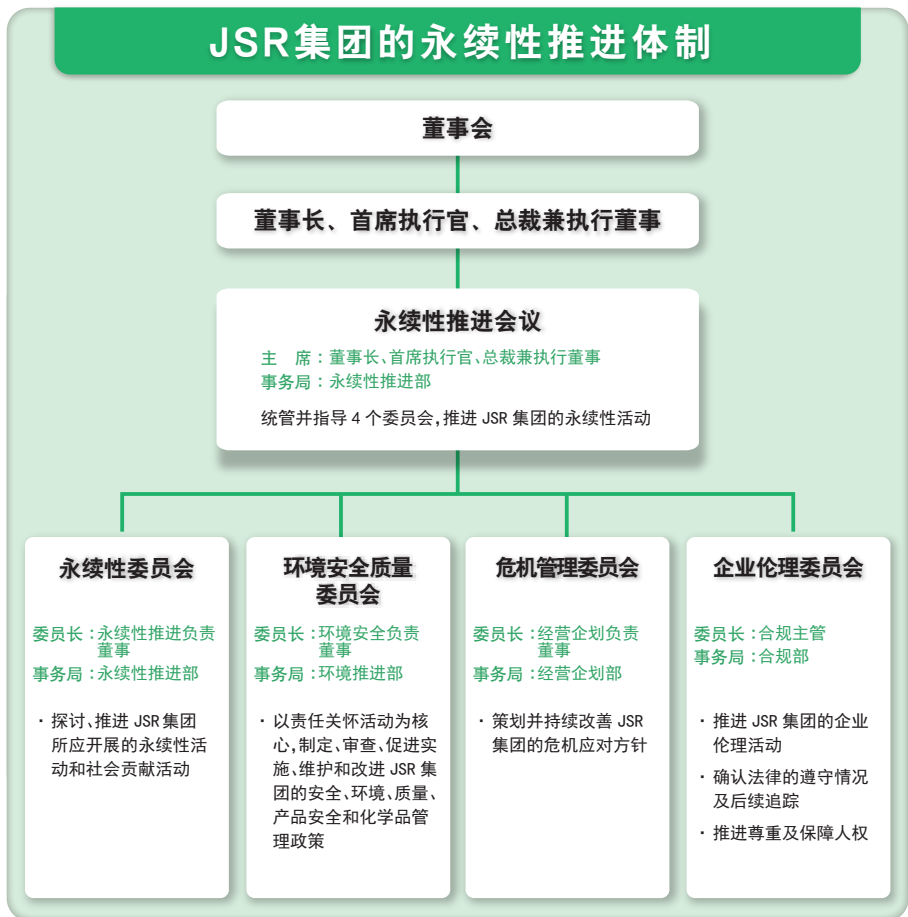 JSR集团的永续性推进体制
董事会
董事长、首席执行官、总裁兼执行董事
永续性推进会议
主　席：董事长、首席执行官、总裁兼执行董事
事务局：永续性推进部
统管并指导 4 个委员会，推进 JSR 集团的永续性活动
永续性委员会
委员长：永续性推进负责
董事
事务局：永续性推进部
・探讨、推进 JSR 集团
所应开展的永续性活
动和社会贡献活动
环境安全质量
委员会
委员长：环境安全负责
董事
事务局：环境推进部
・以责任关怀活动为核
心，制定、审查、促进实
施、维护和改进 JSR 集
团的安全、环境、质量、
产品安全和化学品管
理政策
危机管理委员会
委员长：经营企划负责
董事
事务局：经营企划部
・策划并持续改善 JSR
集团的危机应对方针
企业伦理委员会
委员长：合规主管
事务局：合规部
・推进 JSR 集团的企业
伦理活动
・确认法律的遵守情况
及后续追踪
・推进尊重及保障人权